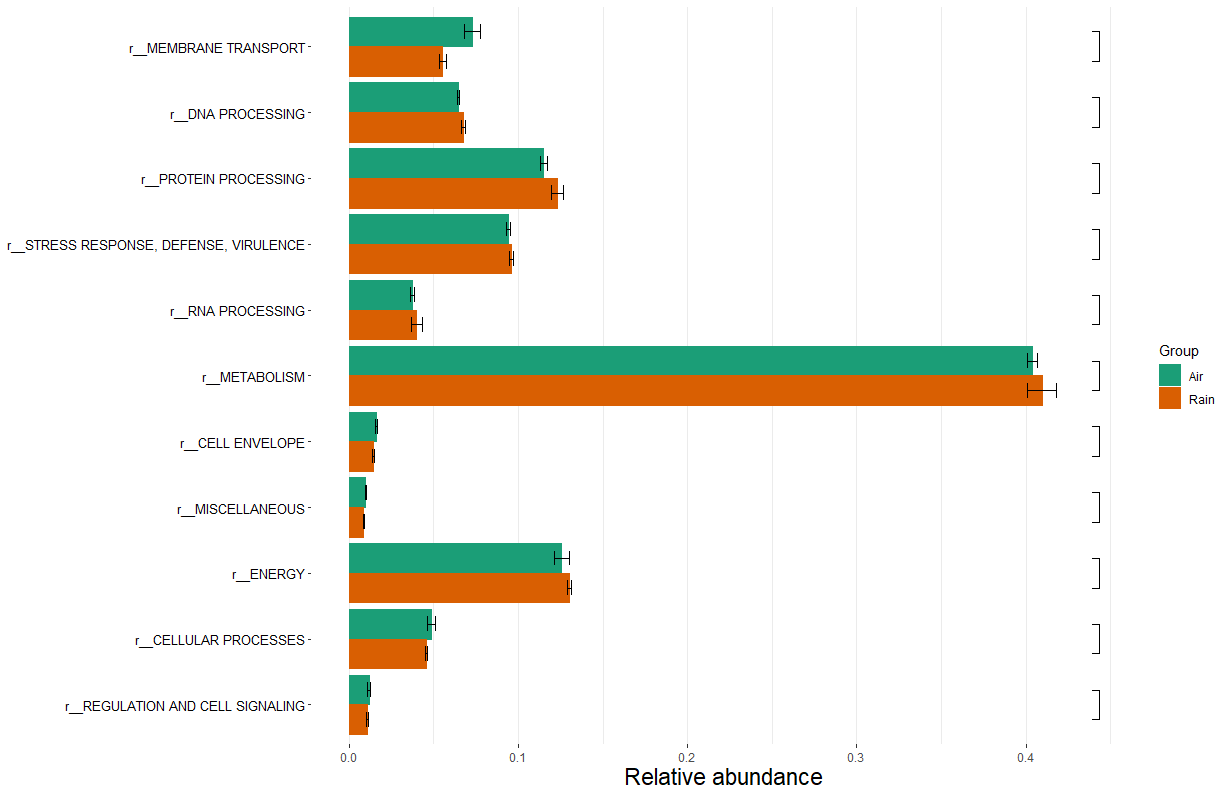 r__MEMBRANE TRANSPORT
r__DNA PROCESSING
r__PROTEIN PROCESSING
r__STRESS RESPONSE, DEFENSE, VIRULENCE
r__RNA PROCESSING
r__METABOLISM
r__CELL ENVELOPE
r__MISCELLANEOUS
r__ENERGY
r__CELLULAR PROCESSES
r__REGULATION AND CELL SIGNALING
0.0 0.1 0.2 0.3 0.4
Relative abundance
Group
Air
Rain